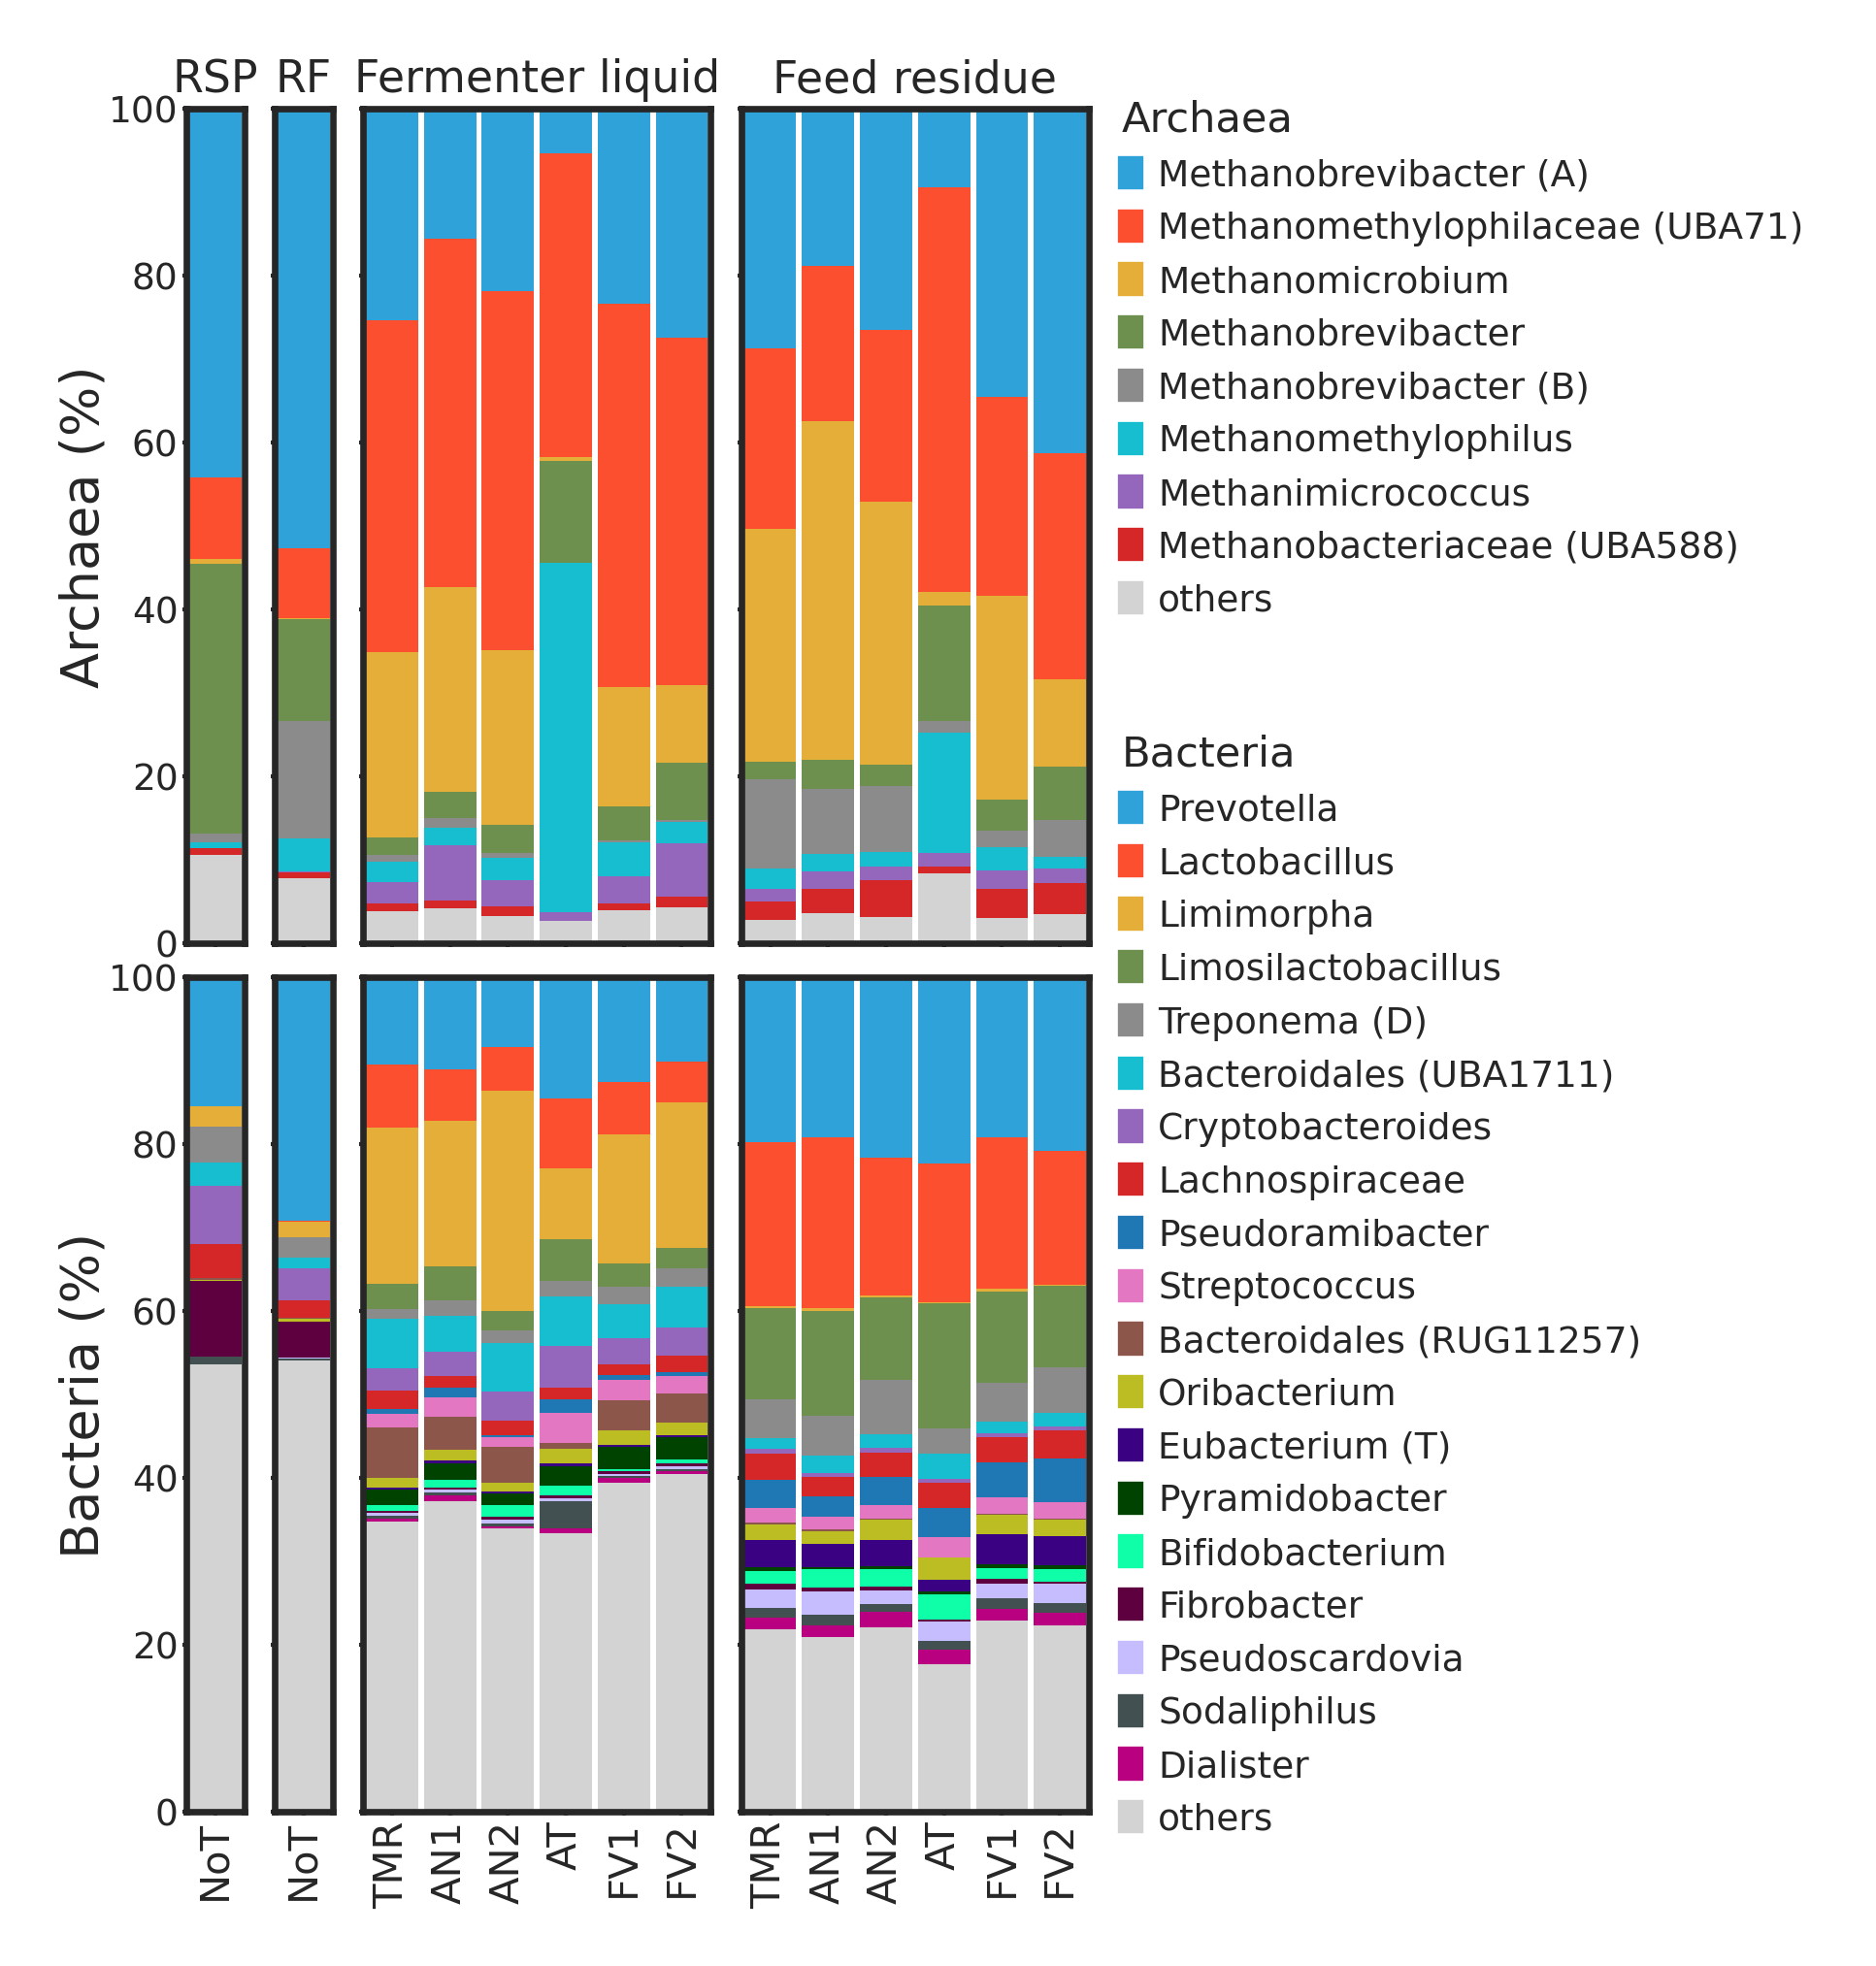 RSP RF Fermenter liquid Feed residue
Archaea (%)
100
80
60
40
20
0
Archaea
Methanobrevibacter (A)
Methanomethylophilaceae (UBA71)
Methanomicrobium
Methanobrevibacter
Methanobrevibacter (B)
Methanomethylophilus
Methanimicrococcus
Methanobacteriaceae (UBA588)
others
Bacteria (%)
100
80
60
40
20
0
Bacteria
Prevotella
Lactobacillus
Limimorpha
Limosilactobacillus
Treponema (D)
Bacteroidales (UBA1711)
Cryptobacteroides
Lachnospiraceae
Pseudoramibacter
Streptococcus
Bacteroidales (RUG11257)
Oribacterium
Eubacterium (T)
Pyramidobacter
Bifidobacterium
Fibrobacter
Pseudoscardovia
Sodaliphilus
Dialister
others
NoT NoT TMR AN1 AN2 AT FV1 FV2 TMR AN1 AN2 AT FV1 FV2